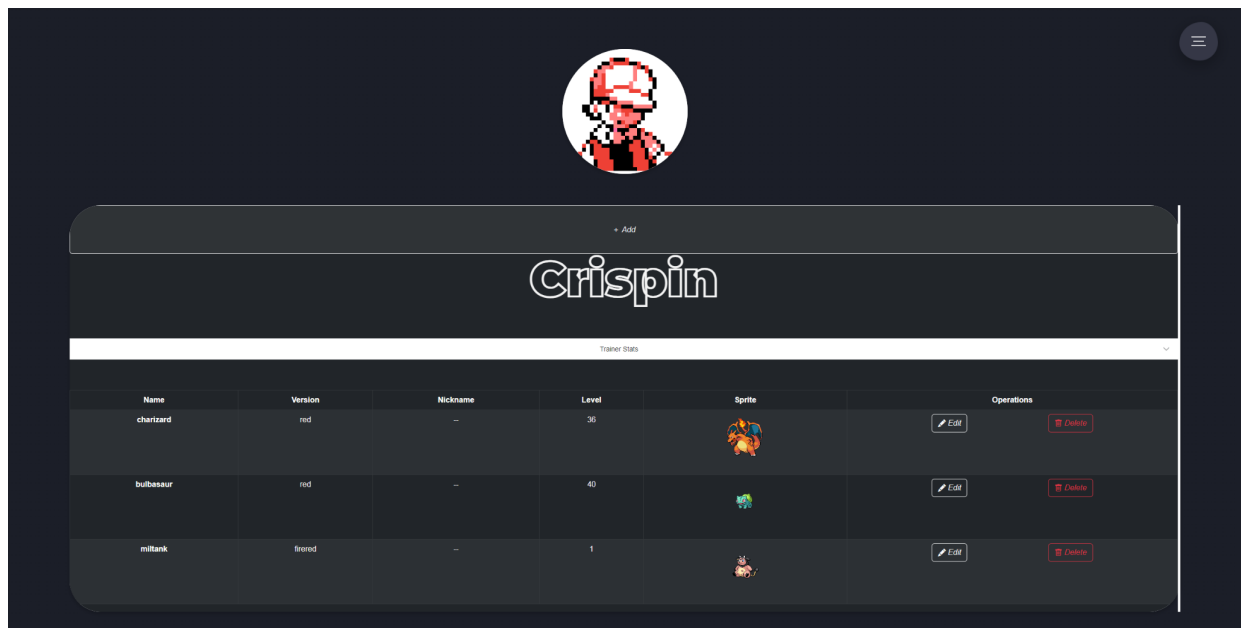 + Add
Crispin
Trainer Stats
Name Version Nickname Level Sprite Operations
charizard red -- 36 Edit Delete
bulbasaur red -- 40 Edit Delete
miltank firered -- 1 Edit Delete